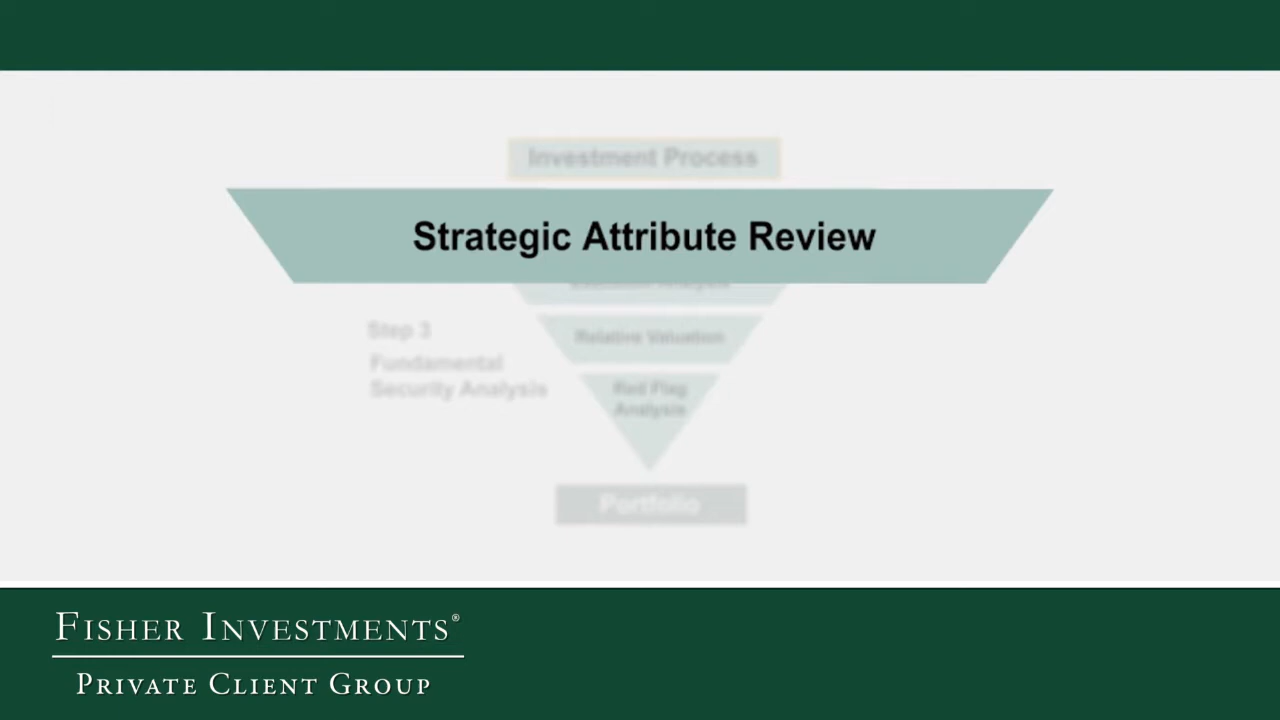 Investment Process
Strategic Attribute Review
Step 3
Relative Valuation
Fundamental
Security Analysis
Red Flag
Analysis
Portfolio
FISHER INVESTMENTS®
PRIVATE CLIENT GROUP